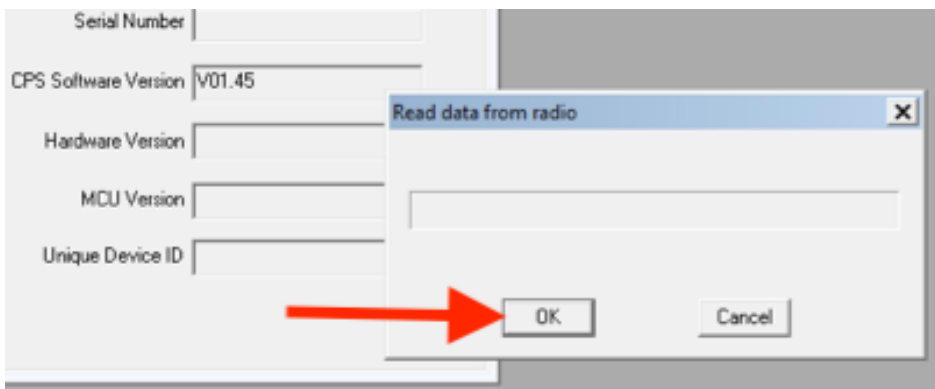 Serial Number
CPS Software Version V01.45
Read data from radio
Hardware Version
MCU Version
Unique Device ID
OK Cancel